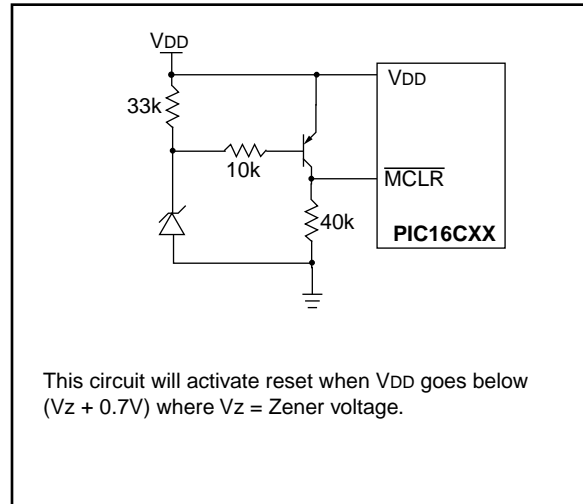 VDD
VDD
33k
10k
MCLR
40k
PIC16CXX
This circuit will activate reset when VDD goes below
(Vz + 0.7V) where Vz = Zener voltage.